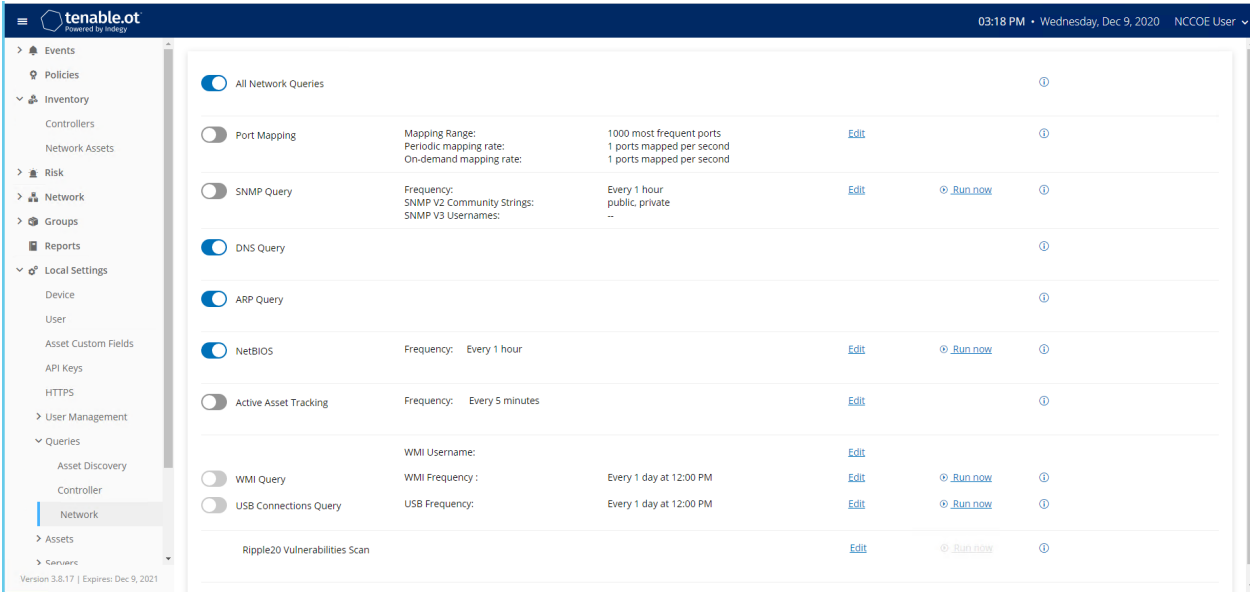 tenable.ot
Powered by Indegy
03:18 PM • Wednesday, Dec 9, 2020 NCCOE User
Events
Policies
Inventory
Controllers
Network Assets
Risk
Network
Groups
Reports
Local Settings
Device
User
Asset Custom Fields
API Keys
HTTPS
User Management
Queries
Asset Discovery
Controller
Network
Assets
Servers
Version 3.8.17 | Expires: Dec 9, 2021
All Network Queries
Port Mapping Mapping Range: 1000 most frequent ports Edit
Periodic mapping rate: 1 ports mapped per second
On-demand mapping rate: 1 ports mapped per second
SNMP Query Frequency: Every 1 hour Edit Run now
SNMP V2 Community Strings: public, private
SNMP V3 Usernames: --
DNS Query
ARP Query
NetBIOS Frequency: Every 1 hour Edit Run now
Active Asset Tracking Frequency: Every 5 minutes Edit
WMI Username: Edit
WMI Query WMI Frequency : Every 1 day at 12:00 PM Edit Run now
USB Connections Query USB Frequency: Every 1 day at 12:00 PM Edit Run now
Ripple20 Vulnerabilities Scan Edit Run now